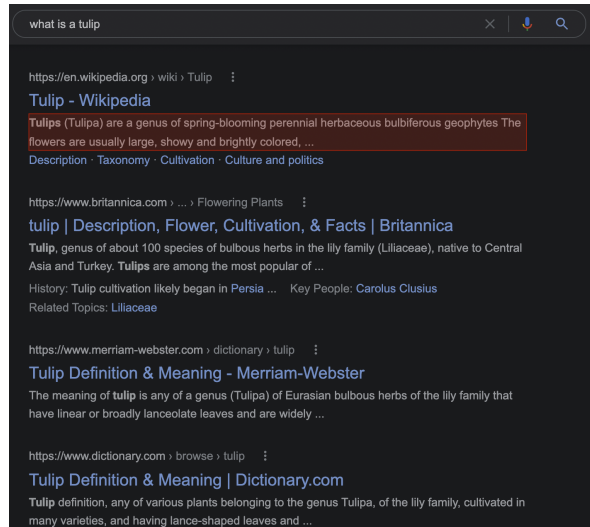 what is a tulip
https://en.wikipedia.org › wiki › Tulip
Tulip - Wikipedia
Tulips (Tulipa) are a genus of spring-blooming perennial herbaceous bulbiferous geophytes The
flowers are usually large, showy and brightly colored, ...
Description · Taxonomy · Cultivation · Culture and politics
https://www.britannica.com › ... › Flowering Plants
tulip | Description, Flower, Cultivation, & Facts | Britannica
Tulip, genus of about 100 species of bulbous herbs in the lily family (Liliaceae), native to Central
Asia and Turkey. Tulips are among the most popular of ...
History: Tulip cultivation likely began in Persia ... Key People: Carolus Clusius
Related Topics: Liliaceae
https://www.merriam-webster.com › dictionary › tulip
Tulip Definition & Meaning - Merriam-Webster
The meaning of tulip is any of a genus (Tulipa) of Eurasian bulbous herbs of the lily family that
have linear or broadly lanceolate leaves and are widely ...
https://www.dictionary.com › browse › tulip
Tulip Definition & Meaning | Dictionary.com
Tulip definition, any of various plants belonging to the genus Tulipa, of the lily family, cultivated in
many varieties, and having lance-shaped leaves and ...